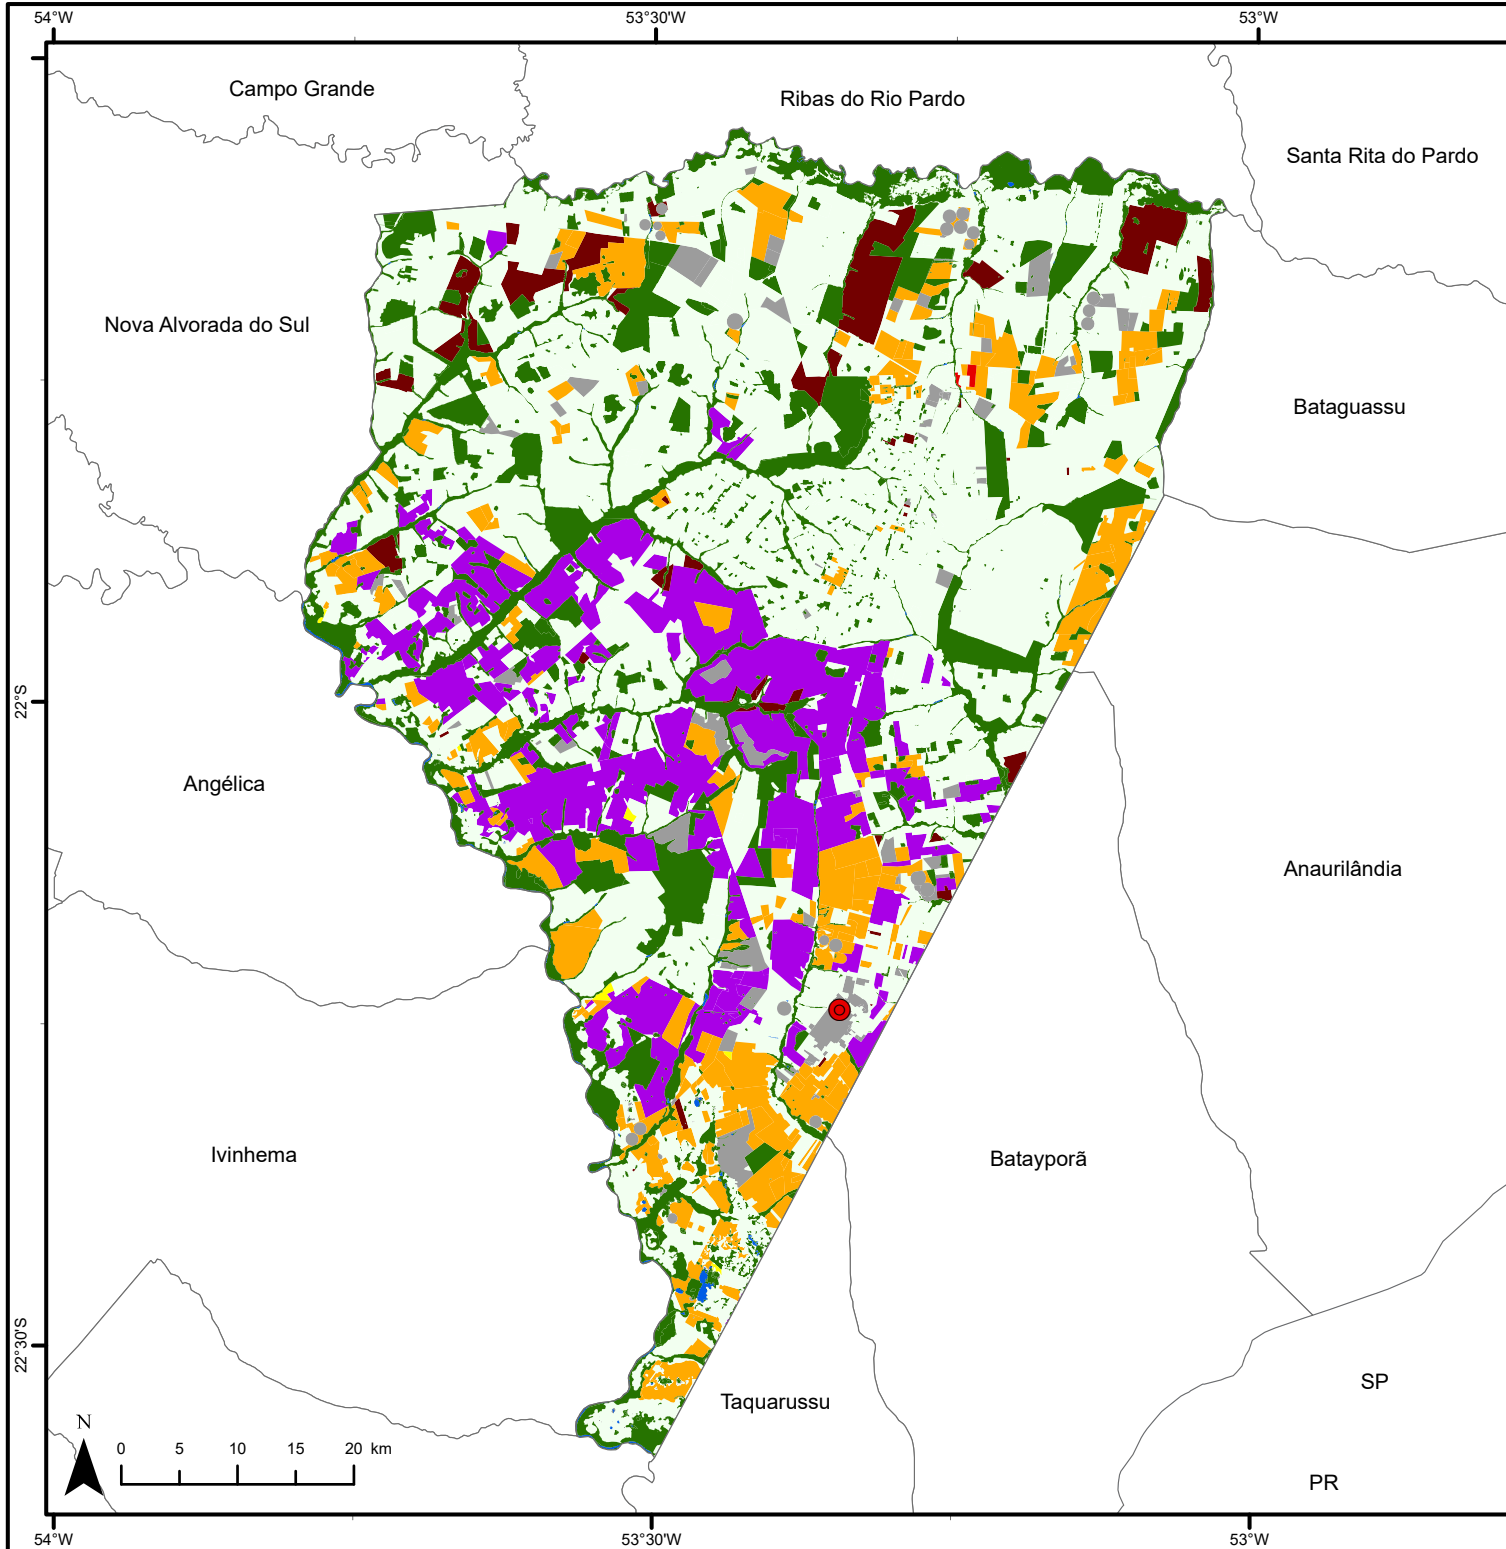 54°W
53°30'W
53°W
Campo Grande
Ribas do Rio Pardo
Santa Rita do Pardo
Nova Alvorada do Sul
Bataguassu
22°S
Angélica
Anaurilândia
Ivinhema
Batayporã
22°30'S
SP
Taquarussu
N
0 5 10 15 20 km
PR
54°W
53°30'W
53°W